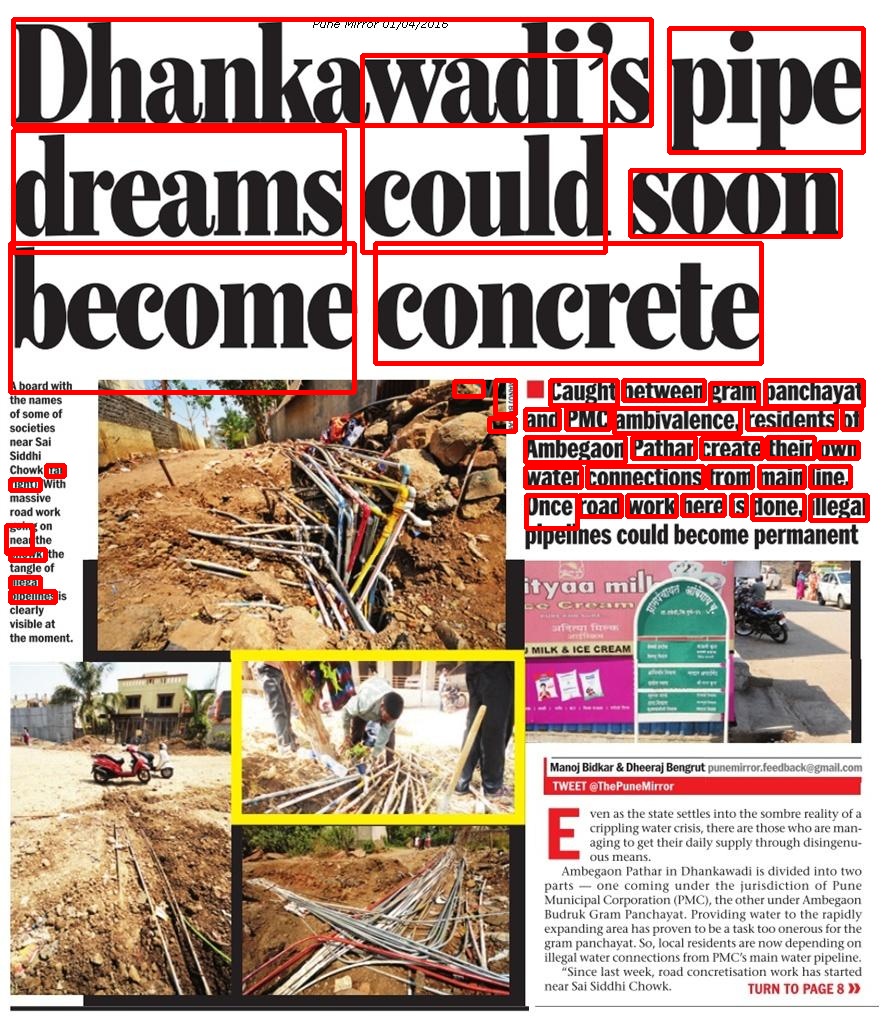 Pune Mirror 01/04/2016
Dhankawadi's pipe
dreams could soon
become concrete
A board with
the names
of some of
societies
near Sai
Siddhi
Chowk (far
right). With
massive
road work
going on
near the
chowk, the
tangle of
illegal
pipelines is
clearly
visible at
the moment.
Caught between gram panchayat
and PMC ambivalence, residents of
Ambegaon Pathar create their own
water connections from main line.
Once road work here is done, illegal
pipelines could become permanent
ityaa milk
ce Cream
अदित्या मिल्क
आईस्क्रिम
MILK & ICE CREAM
Manoj Bidkar & Dheeraj Bengrut punemirror.feedback@gmail.com
TWEET @ThePuneMirror
Even as the state settles into the sombre reality of a
crippling water crisis, there are those who are man-
aging to get their daily supply through disingenu-
ous means.
Ambegaon Pathar in Dhankawadi is divided into two
parts — one coming under the jurisdiction of Pune
Municipal Corporation (PMC), the other under Ambegaon
Budruk Gram Panchayat. Providing water to the rapidly
expanding area has proven to be a task too onerous for the
gram panchayat. So, local residents are now depending on
illegal water connections from PMC's main water pipeline.
"Since last week, road concretisation work has started
near Sai Siddhi Chowk.
TURN TO PAGE 8 »